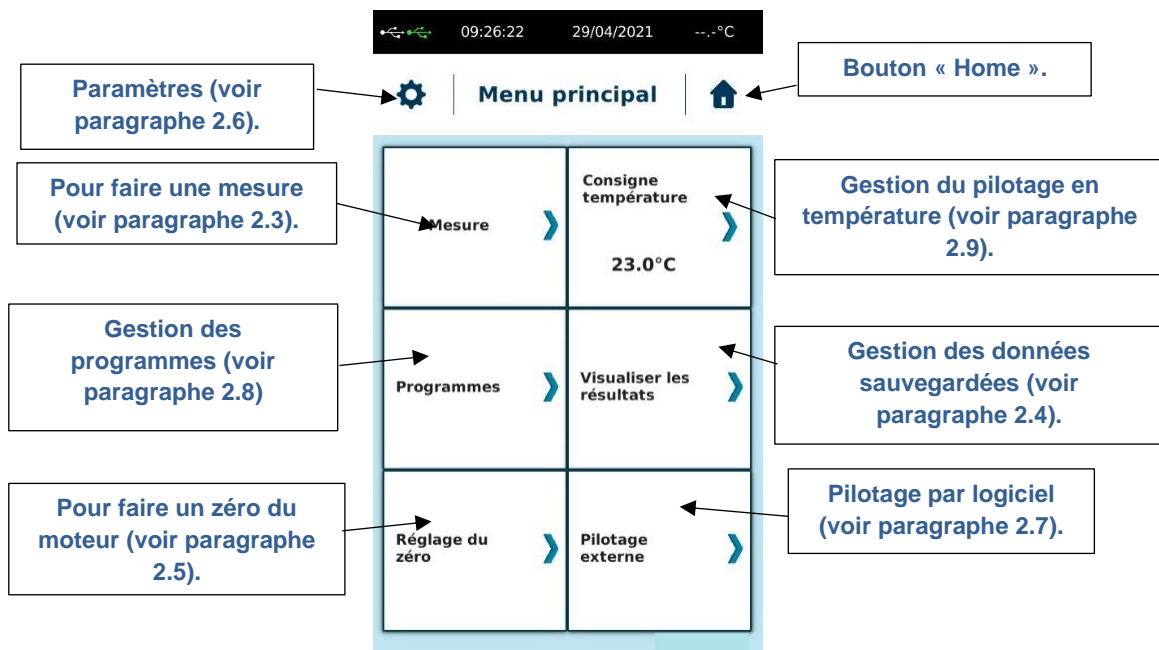 09:26:22 29/04/2021 --.-°C
Paramètres (voir
paragraphe 2.6).
Menu principal
Bouton « Home ».
Pour faire une mesure
(voir paragraphe 2.3).
Mesure
Consigne
température
23.0°C
Gestion du pilotage en
température (voir paragraphe
2.9).
Gestion des
programmes (voir
paragraphe 2.8)
Programmes
Visualiser les
résultats
Gestion des données
sauvegardées (voir
paragraphe 2.4).
Pour faire un zéro du
moteur (voir paragraphe
2.5).
Réglage du
zéro
Pilotage
externe
Pilotage par logiciel
(voir paragraphe 2.7).